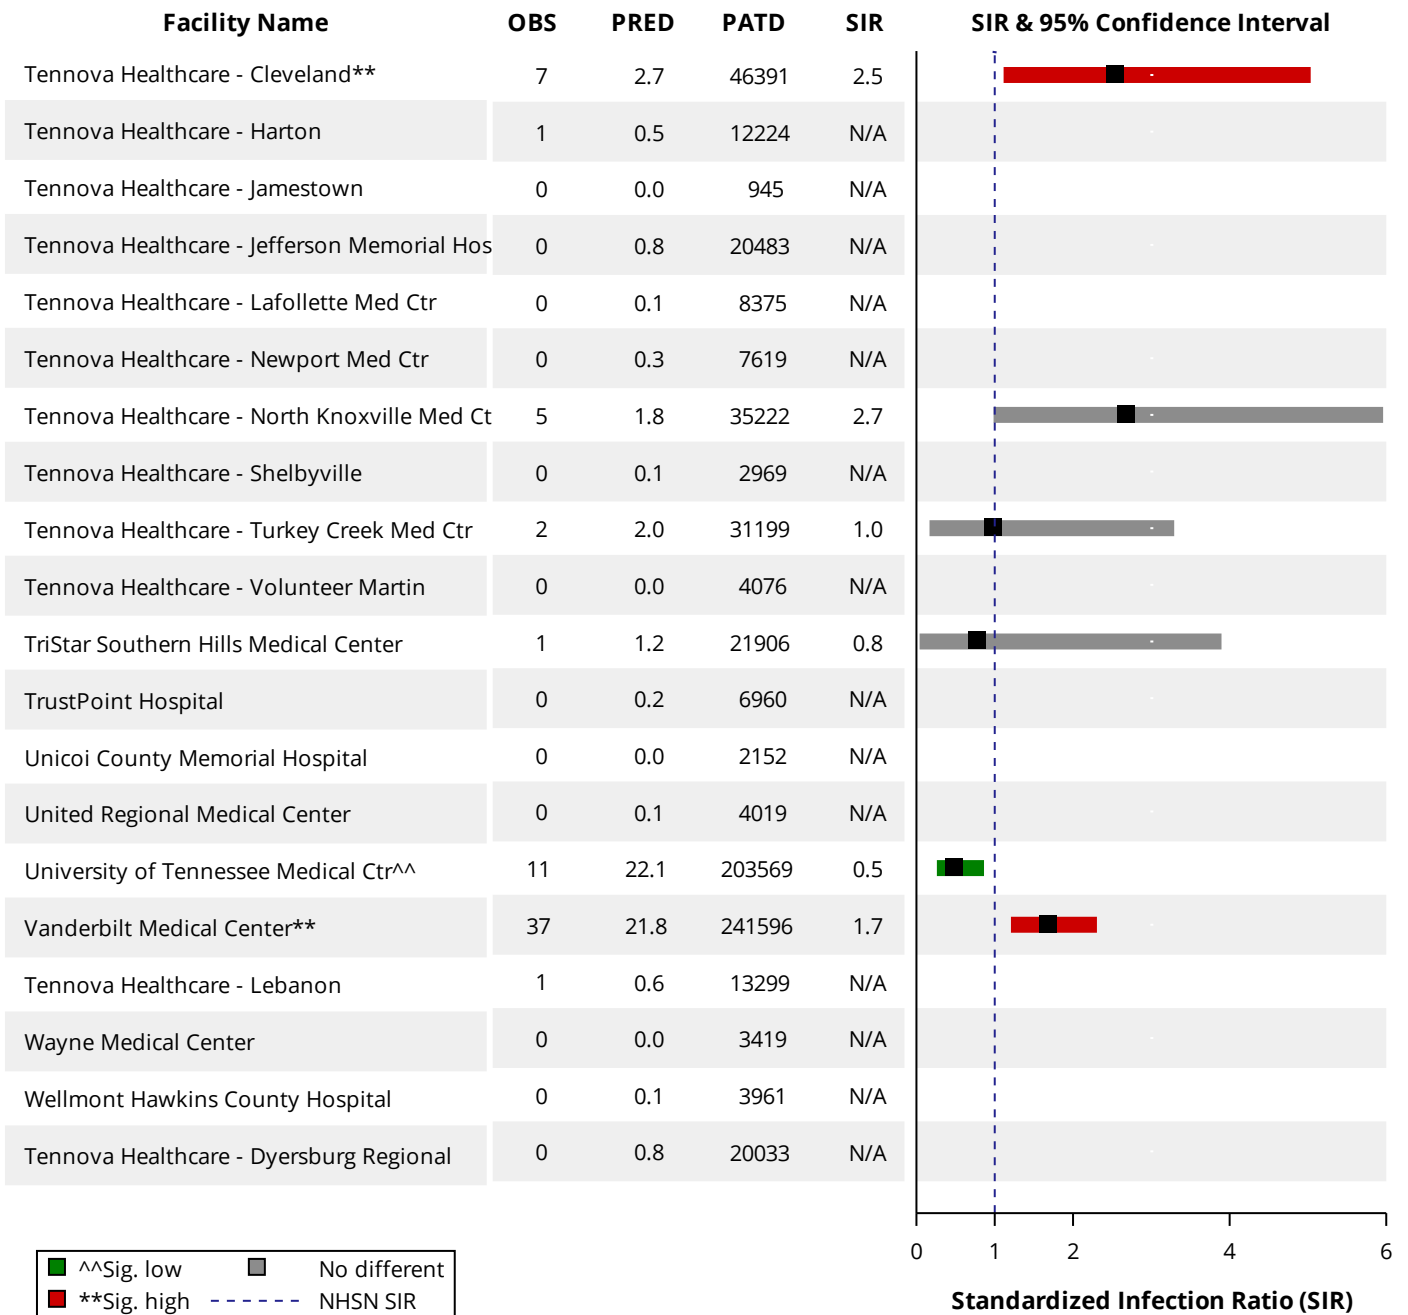 Facility Name OBS PRED PATD SIR SIR & 95% Confidence Interval
Tennova Healthcare - Cleveland** 7 2.7 46391 2.5
Tennova Healthcare - Harton 1 0.5 12224 N/A
Tennova Healthcare - Jamestown 0 0.0 945 N/A
Tennova Healthcare - Jefferson Memorial Hos 0 0.8 20483 N/A
Tennova Healthcare - Lafollette Med Ctr 0 0.1 8375 N/A
Tennova Healthcare - Newport Med Ctr 0 0.3 7619 N/A
Tennova Healthcare - North Knoxville Med Ct 5 1.8 35222 2.7
Tennova Healthcare - Shelbyville 0 0.1 2969 N/A
Tennova Healthcare - Turkey Creek Med Ctr 2 2.0 31199 1.0
Tennova Healthcare - Volunteer Martin 0 0.0 4076 N/A
TriStar Southern Hills Medical Center 1 1.2 21906 0.8
TrustPoint Hospital 0 0.2 6960 N/A
Unicoi County Memorial Hospital 0 0.0 2152 N/A
United Regional Medical Center 0 0.1 4019 N/A
University of Tennessee Medical Ctr^^ 11 22.1 203569 0.5
Vanderbilt Medical Center** 37 21.8 241596 1.7
Tennova Healthcare - Lebanon 1 0.6 13299 N/A
Wayne Medical Center 0 0.0 3419 N/A
Wellmont Hawkins County Hospital 0 0.1 3961 N/A
Tennova Healthcare - Dyersburg Regional 0 0.8 20033 N/A
0 1 2 4 6
^^Sig. low No different
**Sig. high NHSN SIR
Standardized Infection Ratio (SIR)